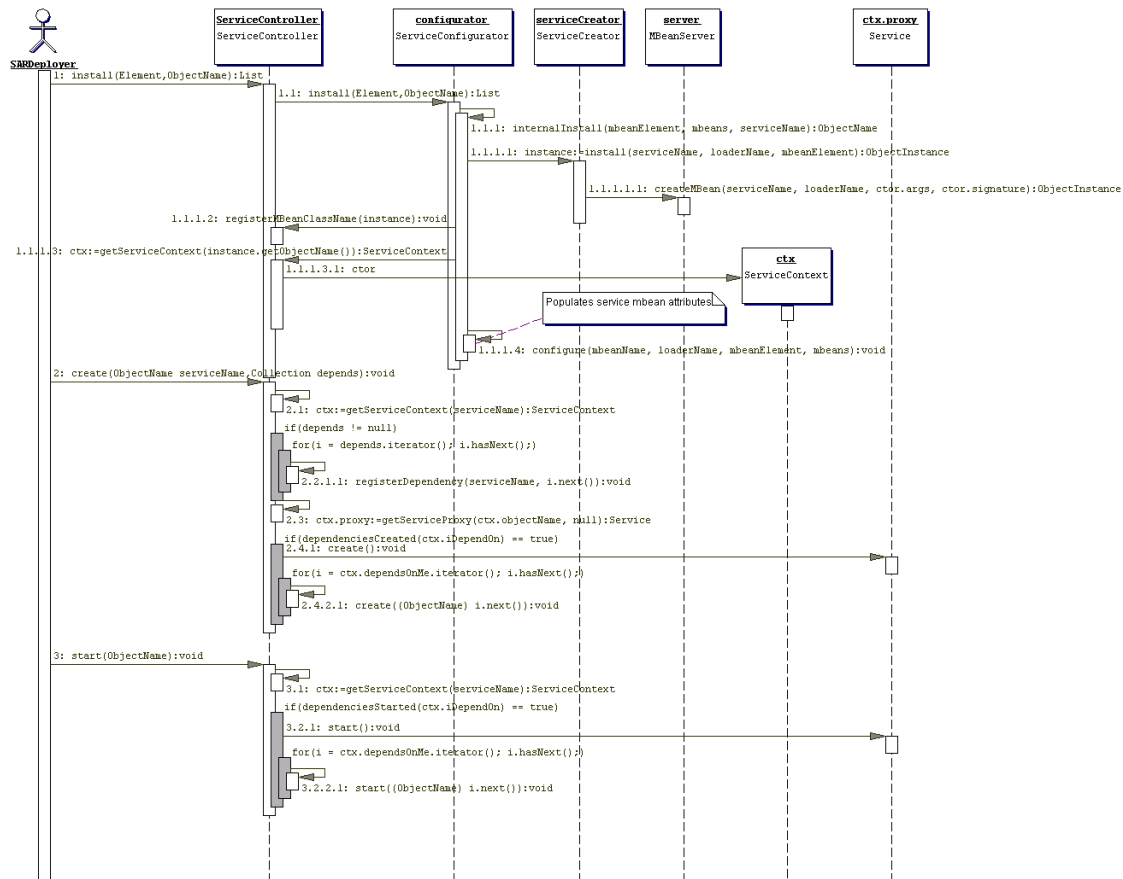 SARDeployer
ServiceController
ServiceController
configurator
ServiceConfigurator
serviceCreator
ServiceCreator
server
MBeanServer
ctx.proxy
Service
1: install(Element,ObjectName):List
1.1: install(Element,ObjectName):List
1.1.1: internalInstall(mbeanElement, mbeans, serviceName):ObjectName
1.1.1.1: instance:=install(serviceName, loaderName, mbeanElement):ObjectInstance
1.1.1.1.1: createMBean(serviceName, loaderName, ctor.args, ctor.signature):ObjectInstance
1.1.1.2: registerMBeanClassName(instance):void
1.1.1.3: ctx:=getServiceContext(instance.getObjectName()):ServiceContext
1.1.1.3.1: ctor
ctx
ServiceContext
Populates service mbean attributes
1.1.1.4: configure(mbeanName, loaderName, mbeanElement, mbeans):void
2: create(ObjectName serviceName,Collection depends):void
2.1: ctx:=getServiceContext(serviceName):ServiceContext
if(depends != null)
for(i = depends.iterator(); i.hasNext();)
2.2.1.1: registerDependency(serviceName, i.next()):void
2.3: ctx.proxy:=getServiceProxy(ctx.objectName, null):Service
if(dependenciesCreated(ctx.iDependOn) == true)
2.4.1: create():void
for(i = ctx.dependsOnMe.iterator(); i.hasNext();)
2.4.2.1: create((ObjectName) i.next()):void
3: start(ObjectName):void
3.1: ctx:=getServiceContext(serviceName):ServiceContext
if(dependenciesStarted(ctx.iDependOn) == true)
3.2.1: start():void
for(i = ctx.dependsOnMe.iterator(); i.hasNext();)
3.2.2.1: start((ObjectName) i.next()):void